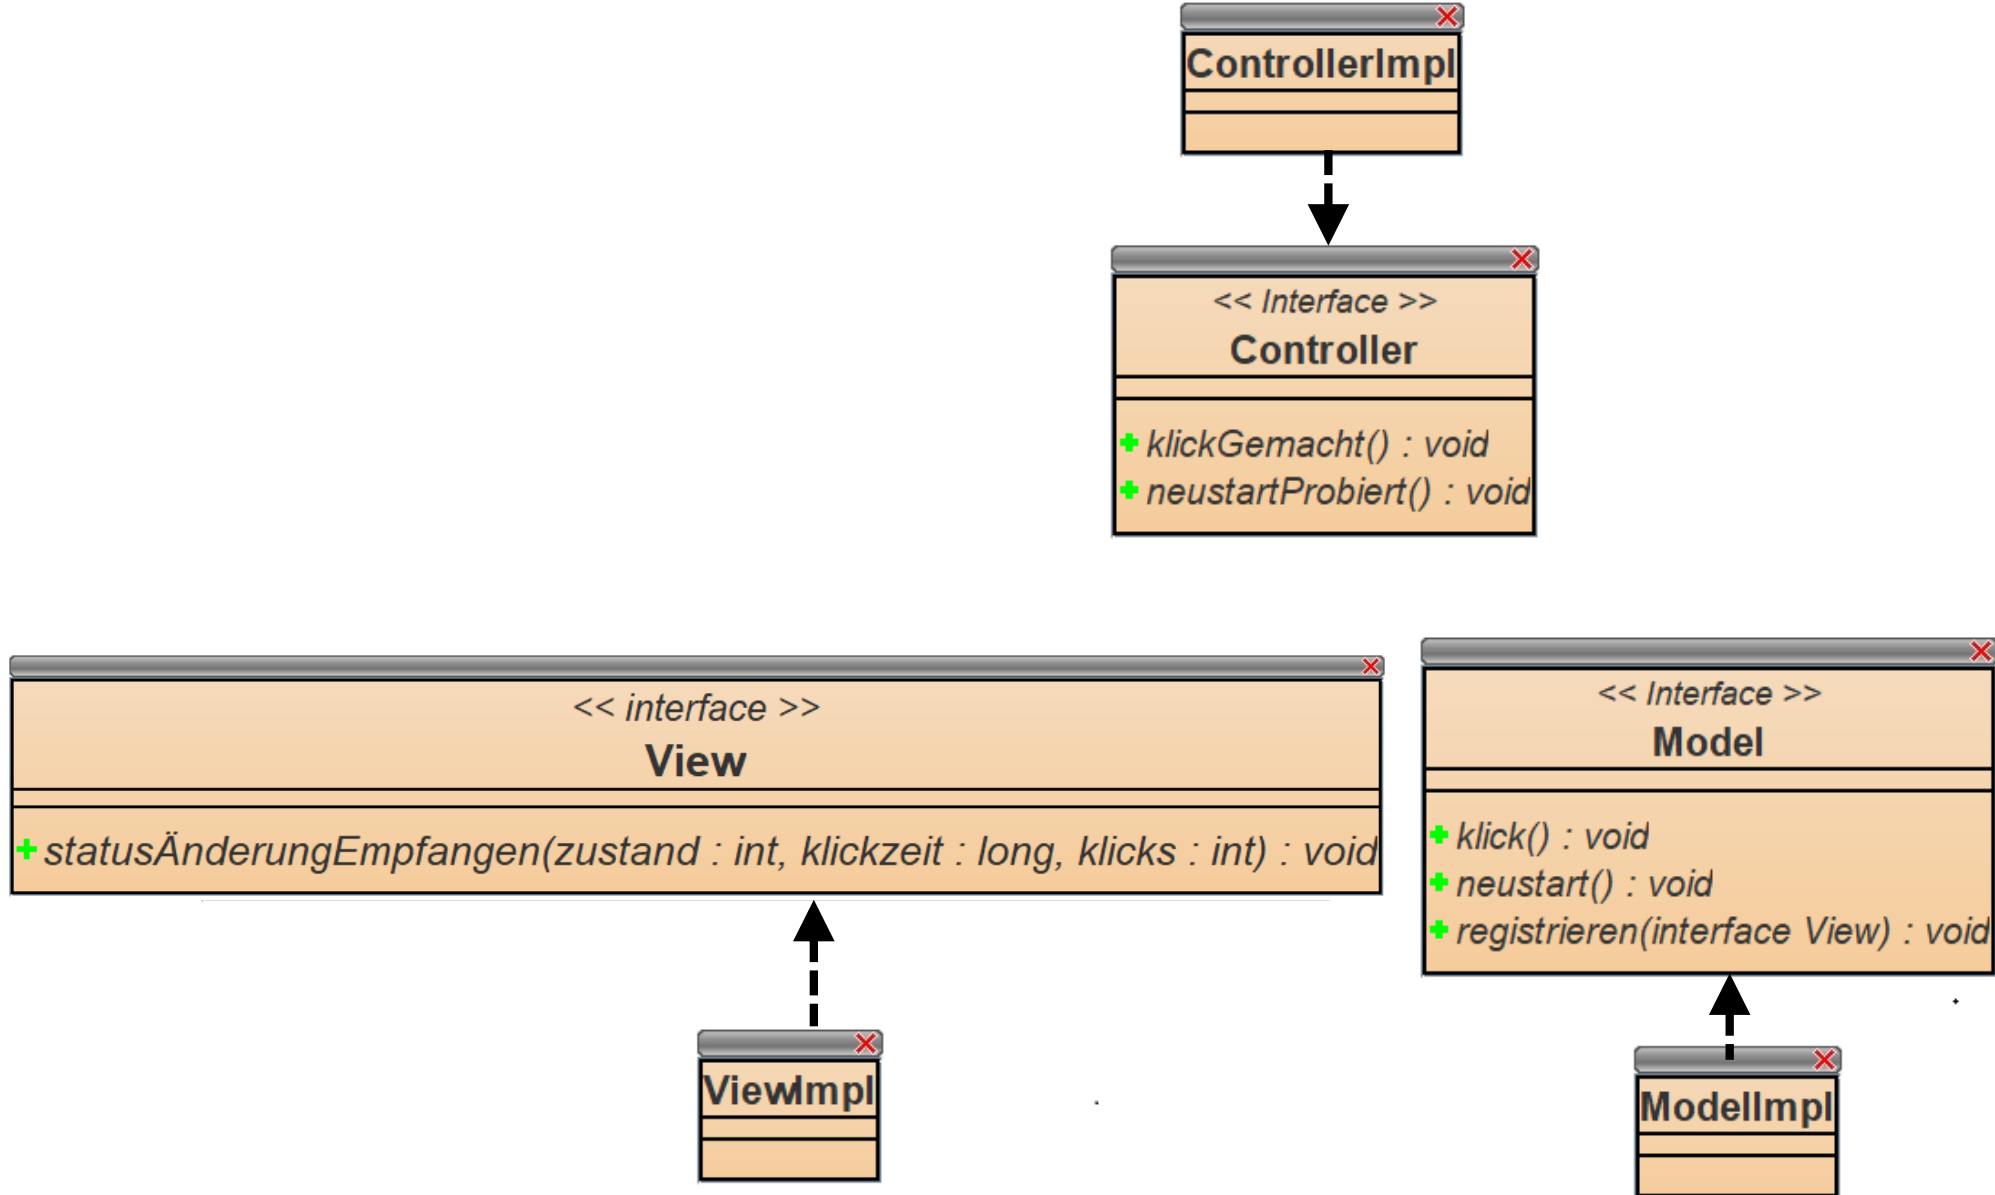 ControllerImpl
<< Interface >>
Controller
+ klickGemacht() : void
+ neustartProbiert() : void
<< interface >>
View
+ statusÄnderungEmpfangen(zustand : int, klickzeit : long, klicks : int) : void
<< Interface >>
Model
+ klick() : void
+ neustart() : void
+ registrieren(interface View) : void
ViewImpl
ModelImpl